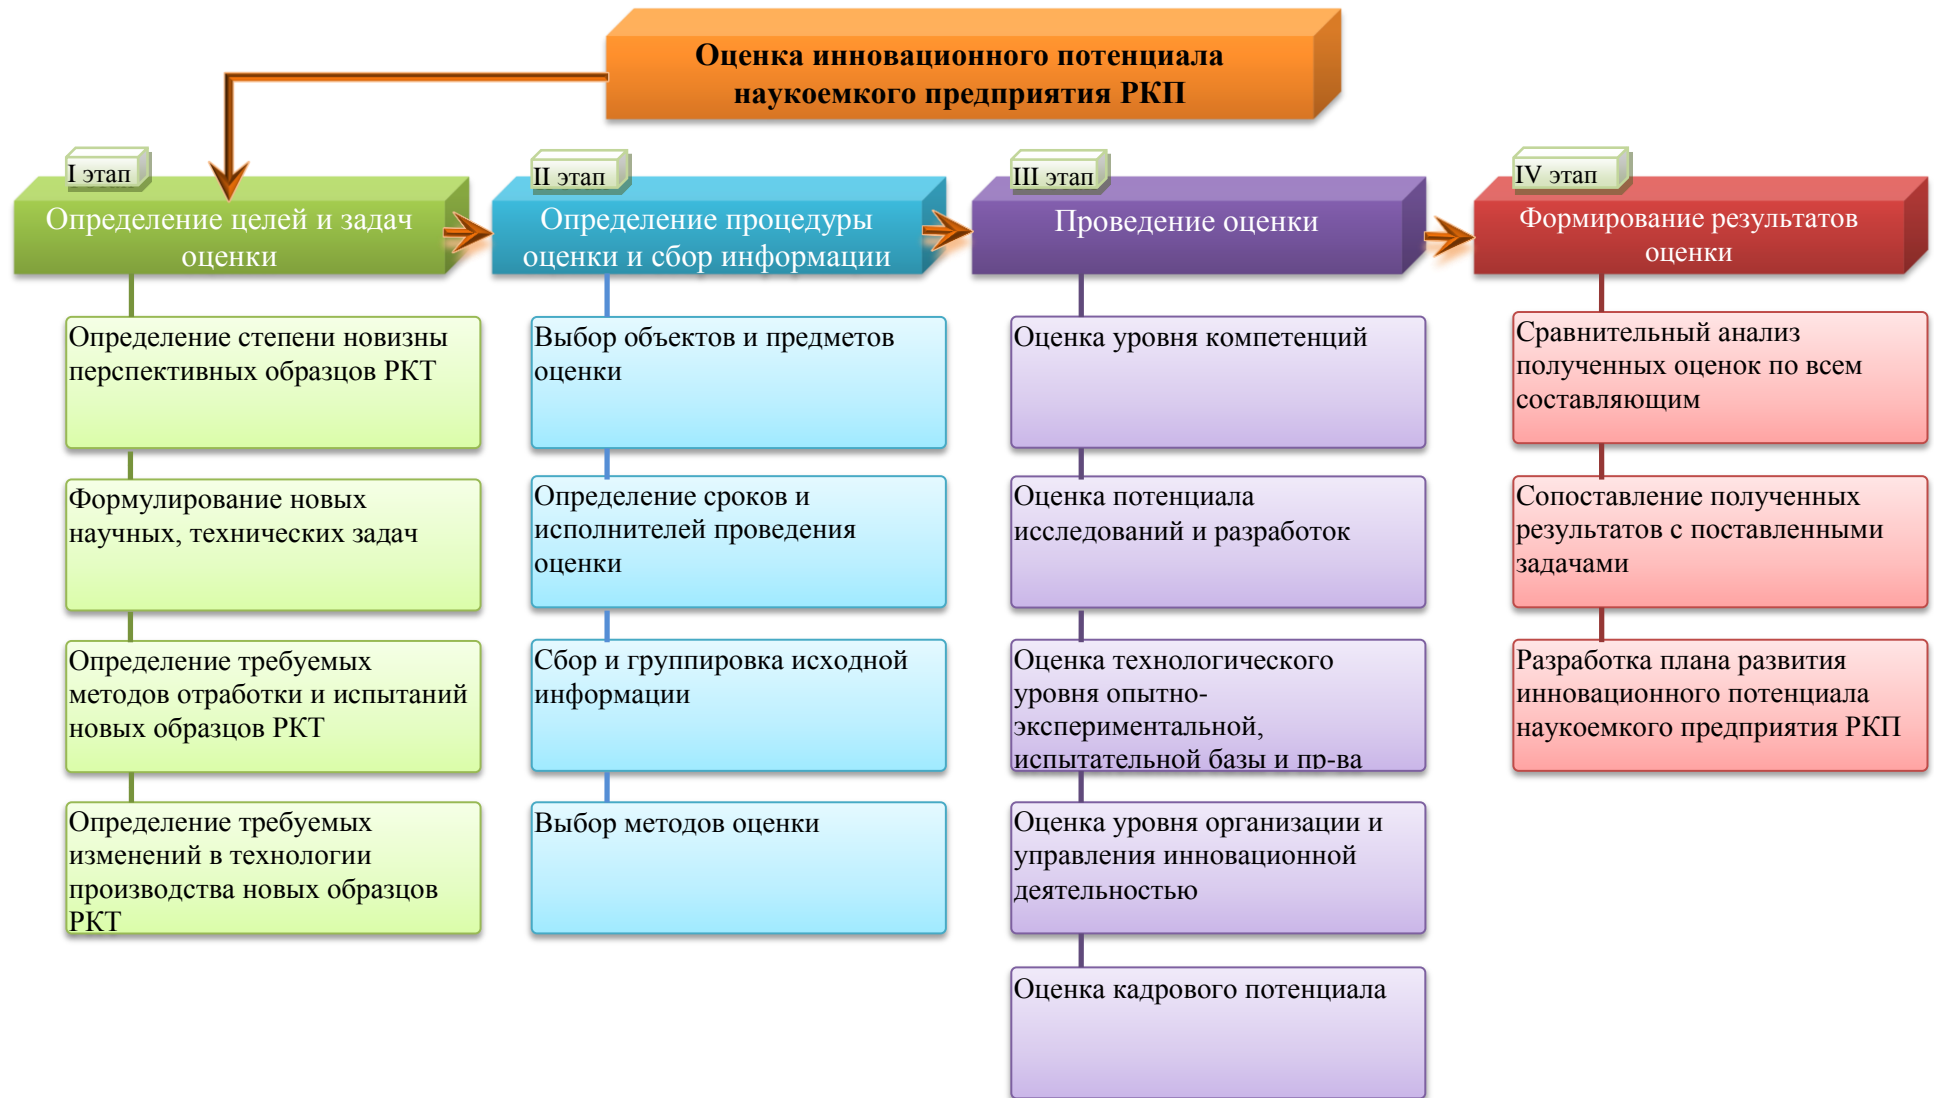 Оценка инновационного потенциала
наукоемкого предприятия РКП
I этап
Определение целей и задач
оценки
Определение степени новизны
перспективных образцов РКТ
Формулирование новых
научных, технических задач
Определение требуемых
методов отработки и испытаний
новых образцов РКТ
Определение требуемых
изменений в технологии
производства новых образцов
РКТ
II этап
Определение процедуры
оценки и сбор информации
Выбор объектов и предметов
оценки
Определение сроков и
исполнителей проведения
оценки
Сбор и группировка исходной
информации
Выбор методов оценки
III этап
Проведение оценки
Оценка уровня компетенций
Оценка потенциала
исследований и разработок
Оценка технологического
уровня опытно-
экспериментальной,
испытательной базы и пр-ва
Оценка уровня организации и
управления инновационной
деятельностью
Оценка кадрового потенциала
IV этап
Формирование результатов
оценки
Сравнительный анализ
полученных оценок по всем
составляющим
Сопоставление полученных
результатов с поставленными
задачами
Разработка плана развития
инновационного потенциала
наукоемкого предприятия РКП